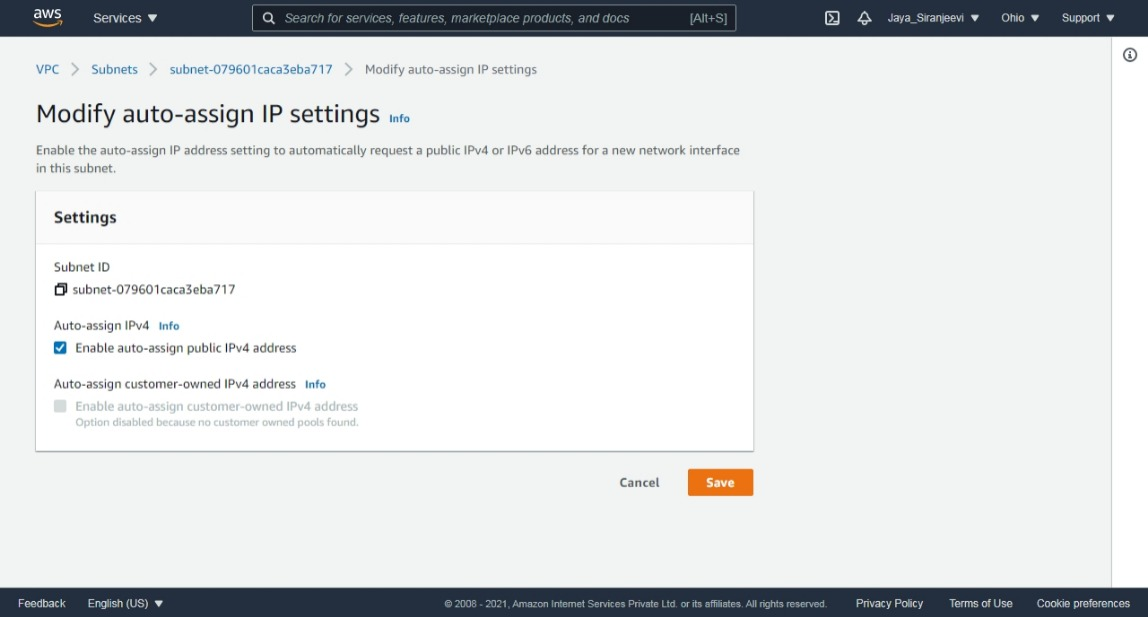 aws Services Search for services, features, marketplace products, and docs [Alt+S] Jaya_Siranjeevi Ohio Support
VPC Subnets subnet-079601caca3eba717 Modify auto-assign IP settings
Modify auto-assign IP settings Info
Enable the auto-assign IP address setting to automatically request a public IPv4 or IPv6 address for a new network interface
in this subnet.
Settings
Subnet ID
subnet-079601caca3eba717
Auto-assign IPv4 Info
Enable auto-assign public IPv4 address
Auto-assign customer-owned IPv4 address Info
Enable auto-assign customer-owned IPv4 address
Option disabled because no customer owned pools found.
Cancel Save
Feedback English (US) © 2008 - 2021, Amazon Internet Services Private Ltd. or its affiliates. All rights reserved. Privacy Policy Terms of Use Cookie preferences